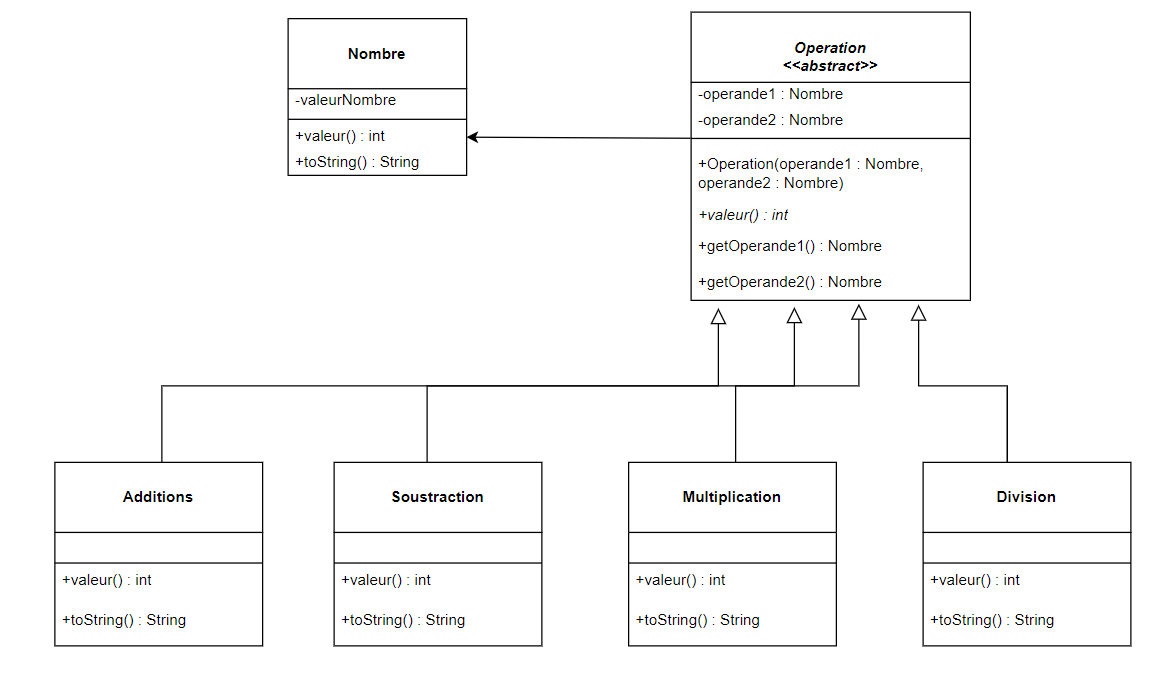 Nombre
-valeurNombre
+valeur() : int
+toString() : String
Operation
<<abstract>>
-operande1 : Nombre
-operande2 : Nombre
+Operation(operande1 : Nombre,
operande2 : Nombre)
+valeur() : int
+getOperande1() : Nombre
+getOperande2() : Nombre
Additions
+valeur() : int
+toString() : String
Soustraction
+valeur() : int
+toString() : String
Multiplication
+valeur() : int
+toString() : String
Division
+valeur() : int
+toString() : String